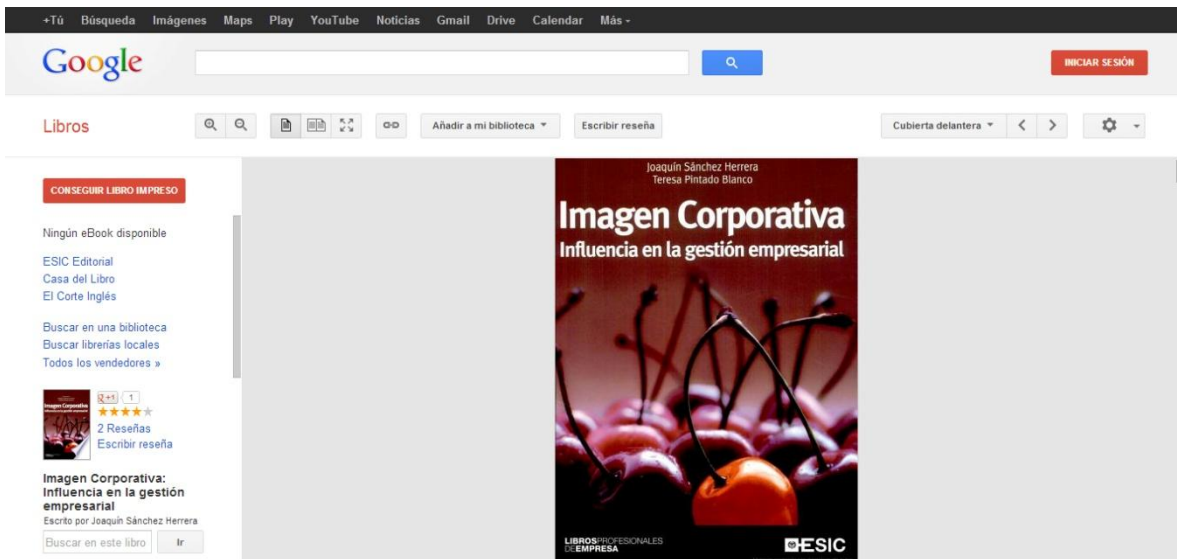 +Tú Búsqueda Imágenes Maps Play YouTube Noticias Gmail Drive Calendar Más
Google
INICIAR SESIÓN
Libros
Añadir a mi biblioteca
Escribir reseña
Cubierta delantera
CONSEGUIR LIBRO IMPRESO
Ningún eBook disponible
ESIC Editorial
Casa del Libro
El Corte Inglés
Buscar en una biblioteca
Buscar librerías locales
Todos los vendedores »
Imagen Corporativa
+1 1
2 Reseñas
Escribir reseña
Imagen Corporativa:
Influencia en la gestión
empresarial
Escrito por Joaquín Sánchez Herrera
Buscar en este libro Ir
Joaquín Sánchez Herrera
Teresa Pintado Blanco
Imagen Corporativa
Influencia en la gestión empresarial
LIBROSPROFESIONALES
DEEMPRESA
ESIC